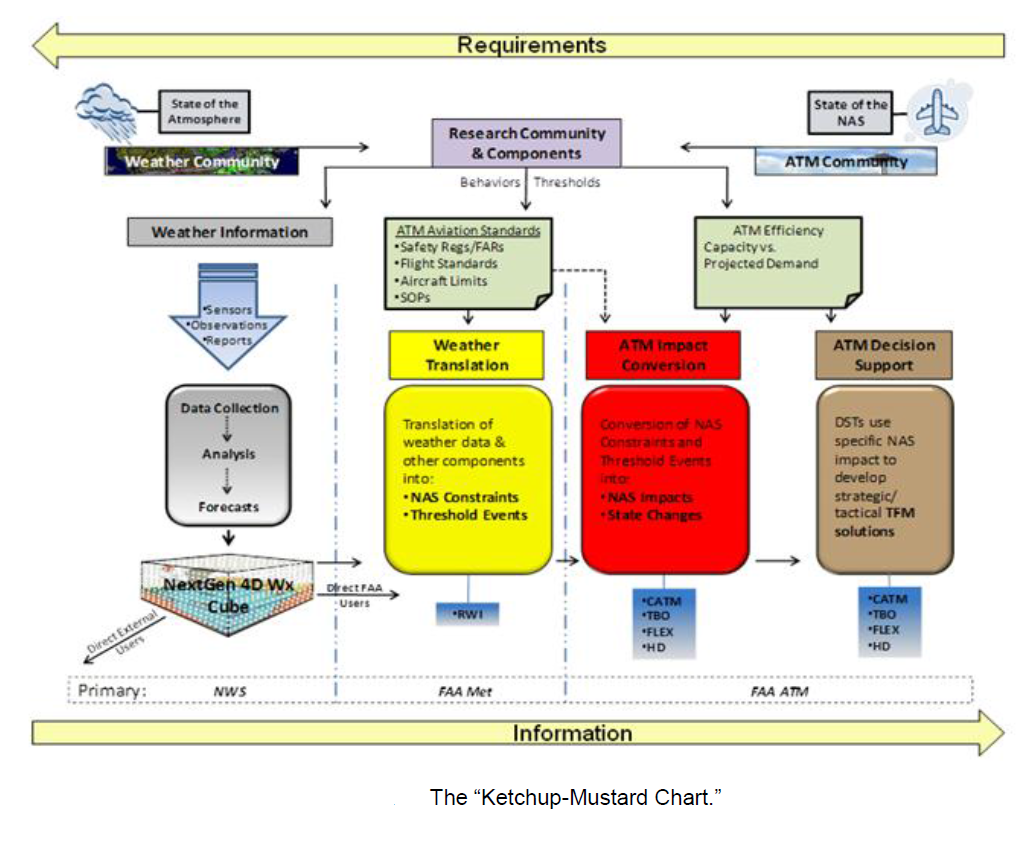 Requirements
State of the
Atmosphere
Weather Community
Research Community
& Components
State of the
NAS
ATM Community
Behaviors
Thresholds
Weather Information
•Sensors
•Observations
•Reports
Data Collection
Analysis
Forecasts
NextGen 4D Wx
Cube
Direct External
Users
Direct FAA
Users
ATM Aviation Standards
•Safety Regs/FARs
•Flight Standards
•Aircraft Limits
•SOPs
Weather
Translation
Translation of
weather data &
other components
into:
•NAS Constraints
•Threshold Events
•RWI
ATM Efficiency
Capacity vs.
Projected Demand
ATM Impact
Conversion
Conversion of NAS
Constraints and
Threshold Events
into:
•NAS Impacts
•State Changes
•CATM
•TBO
•FLEX
•HD
ATM Decision
Support
DSTs use
specific NAS
impact to
develop
strategic/
tactical TFM
solutions
•CATM
•TBO
•FLEX
•HD
Primary:
NWS
FAA Met
FAA ATM
Information
The “Ketchup-Mustard Chart.”